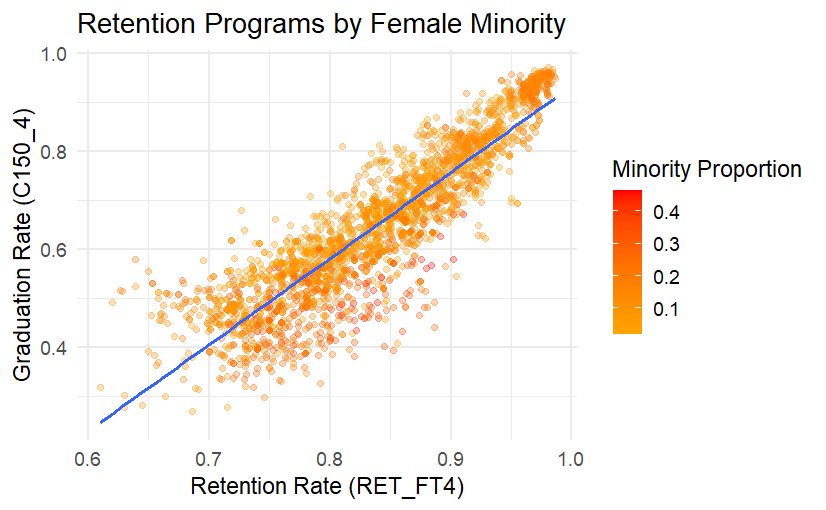 Retention Programs by Female Minority
1.0
0.8
0.6
0.4
Graduation Rate (C150_4)
0.6 0.7 0.8 0.9 1.0
Retention Rate (RET_FT4)
Minority Proportion
0.4
0.3
0.2
0.1